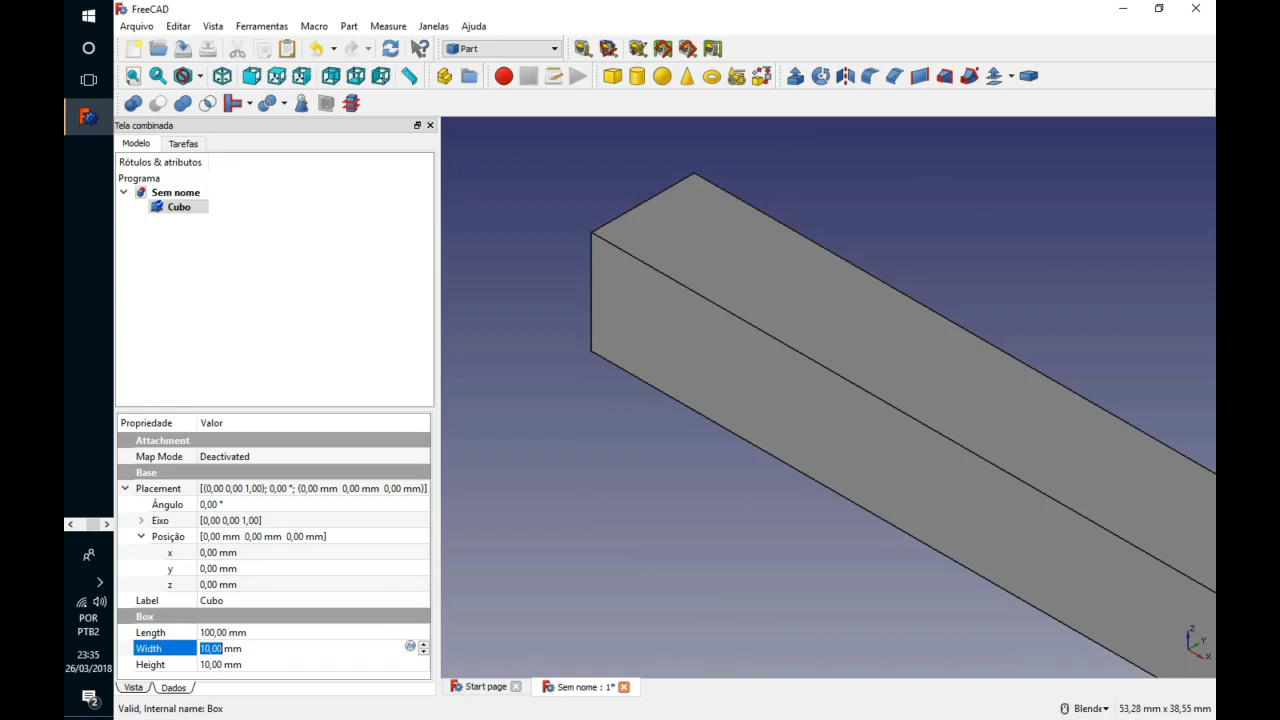 FreeCAD
Arquivo Editar Vista Ferramentas Macro Part Measure Janelas Ajuda
Part
Tela combinada
Modelo Tarefas
Rótulos & atributos
Programa
Sem nome
Cubo
Propriedade Valor
Attachment
Map Mode Deactivated
Base
Placement [(0,00 0,00 1,00); 0,00 °; (0,00 mm 0,00 mm 0,00 mm)]
Ângulo 0,00 °
Eixo [0,00 0,00 1,00]
Posição [0,00 mm 0,00 mm 0,00 mm]
x 0,00 mm
y 0,00 mm
z 0,00 mm
Label Cubo
Box
Length 100,00 mm
Width 10,00 mm
Height 10,00 mm
Vista Dados
Start page Sem nome : 1*
Valid, Internal name: Box
Blender 53,28 mm x 38,55 mm
Z
Y
X
POR
PTB2
23:35
26/03/2018
2